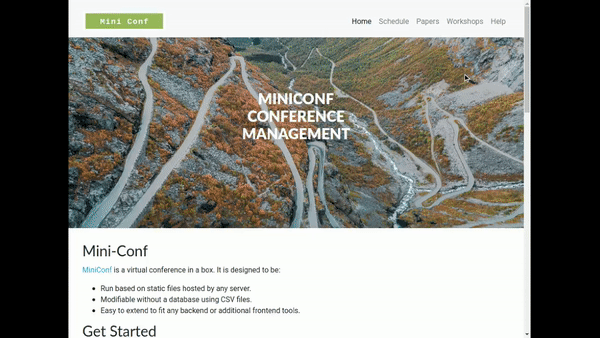 Mini Conf
Home Schedule Papers Workshops Help
MINICONF
CONFERENCE
MANAGEMENT
Mini-Conf
MiniConf is a virtual conference in a box. It is designed to be:
Run based on static files hosted by any server.
Modifiable without a database using CSV files.
Easy to extend to fit any backend or additional frontend tools.
Get Started